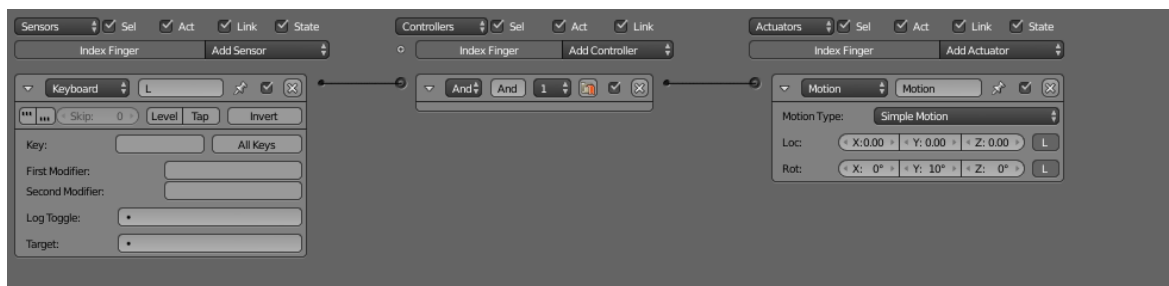 Sensors Sel Act Link State Controllers Sel Act Link Actuators Sel Act Link State
Index Finger Add Sensor Index Finger Add Controller Index Finger Add Actuator
Keyboard L And And 1 Motion Motion
Skip: 0 Level Tap Invert Motion Type: Simple Motion
Key: All Keys Loc: X:0.00 Y: 0.00 Z: 0.00 L
First Modifier: Rot: X: 0° Y: 10° Z: 0° L
Second Modifier:
Log Toggle:
Target: